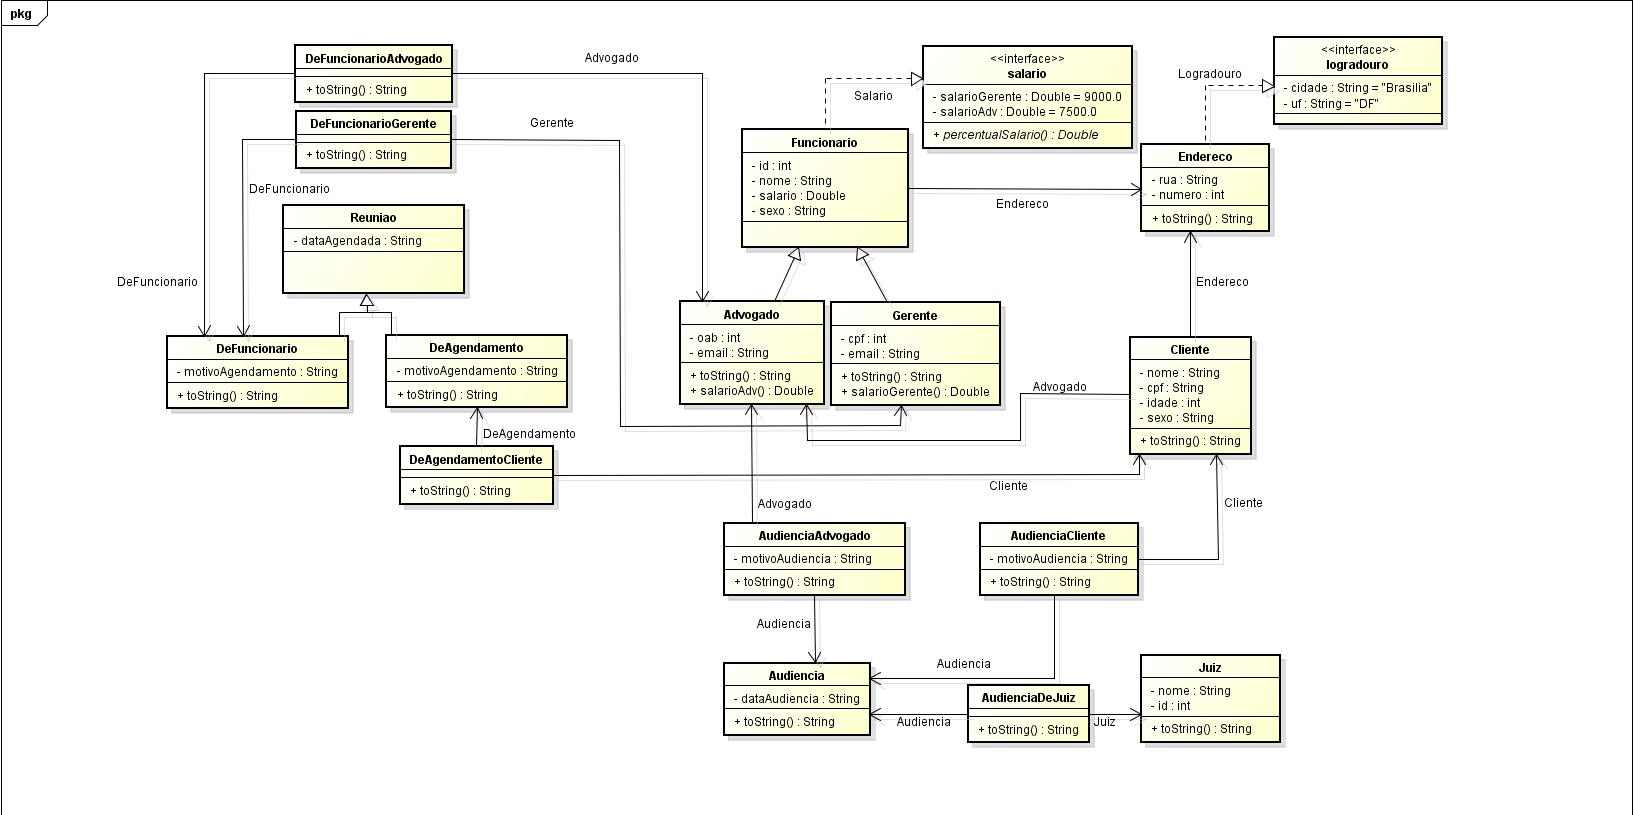 pkg
DeFuncionarioAdvogado
+ toString() : String
Advogado
DeFuncionarioGerente
+ toString() : String
Gerente
DeFuncionario
DeFuncionario
Reuniao
- dataAgendada : String
DeFuncionario
- motivoAgendamento : String
+ toString() : String
DeAgendamento
- motivoAgendamento : String
+ toString() : String
DeAgendamento
DeAgendamentoCliente
+ toString() : String
Cliente
<<interface>>
salario
- salarioGerente : Double = 9000.0
- salarioAdv : Double = 7500.0
+ percentualSalario() : Double
Salario
Funcionario
- id : int
- nome : String
- salario : Double
- sexo : String
Endereco
<<interface>>
logradouro
- cidade : String = "Brasilia"
- uf : String = "DF"
Logradouro
Endereco
- rua : String
- numero : int
+ toString() : String
Endereco
Advogado
- oab : int
- email : String
+ toString() : String
+ salarioAdv() : Double
Gerente
- cpf : int
- email : String
+ toString() : String
+ salarioGerente() : Double
Advogado
Cliente
- nome : String
- cpf : String
- idade : int
- sexo : String
+ toString() : String
Cliente
Advogado
AudienciaAdvogado
- motivoAudiencia : String
+ toString() : String
AudienciaCliente
- motivoAudiencia : String
+ toString() : String
Audiencia
Audiencia
Audiencia
- dataAudiencia : String
+ toString() : String
Audiencia
AudienciaDeJuiz
+ toString() : String
Juiz
Juiz
- nome : String
- id : int
+ toString() : String